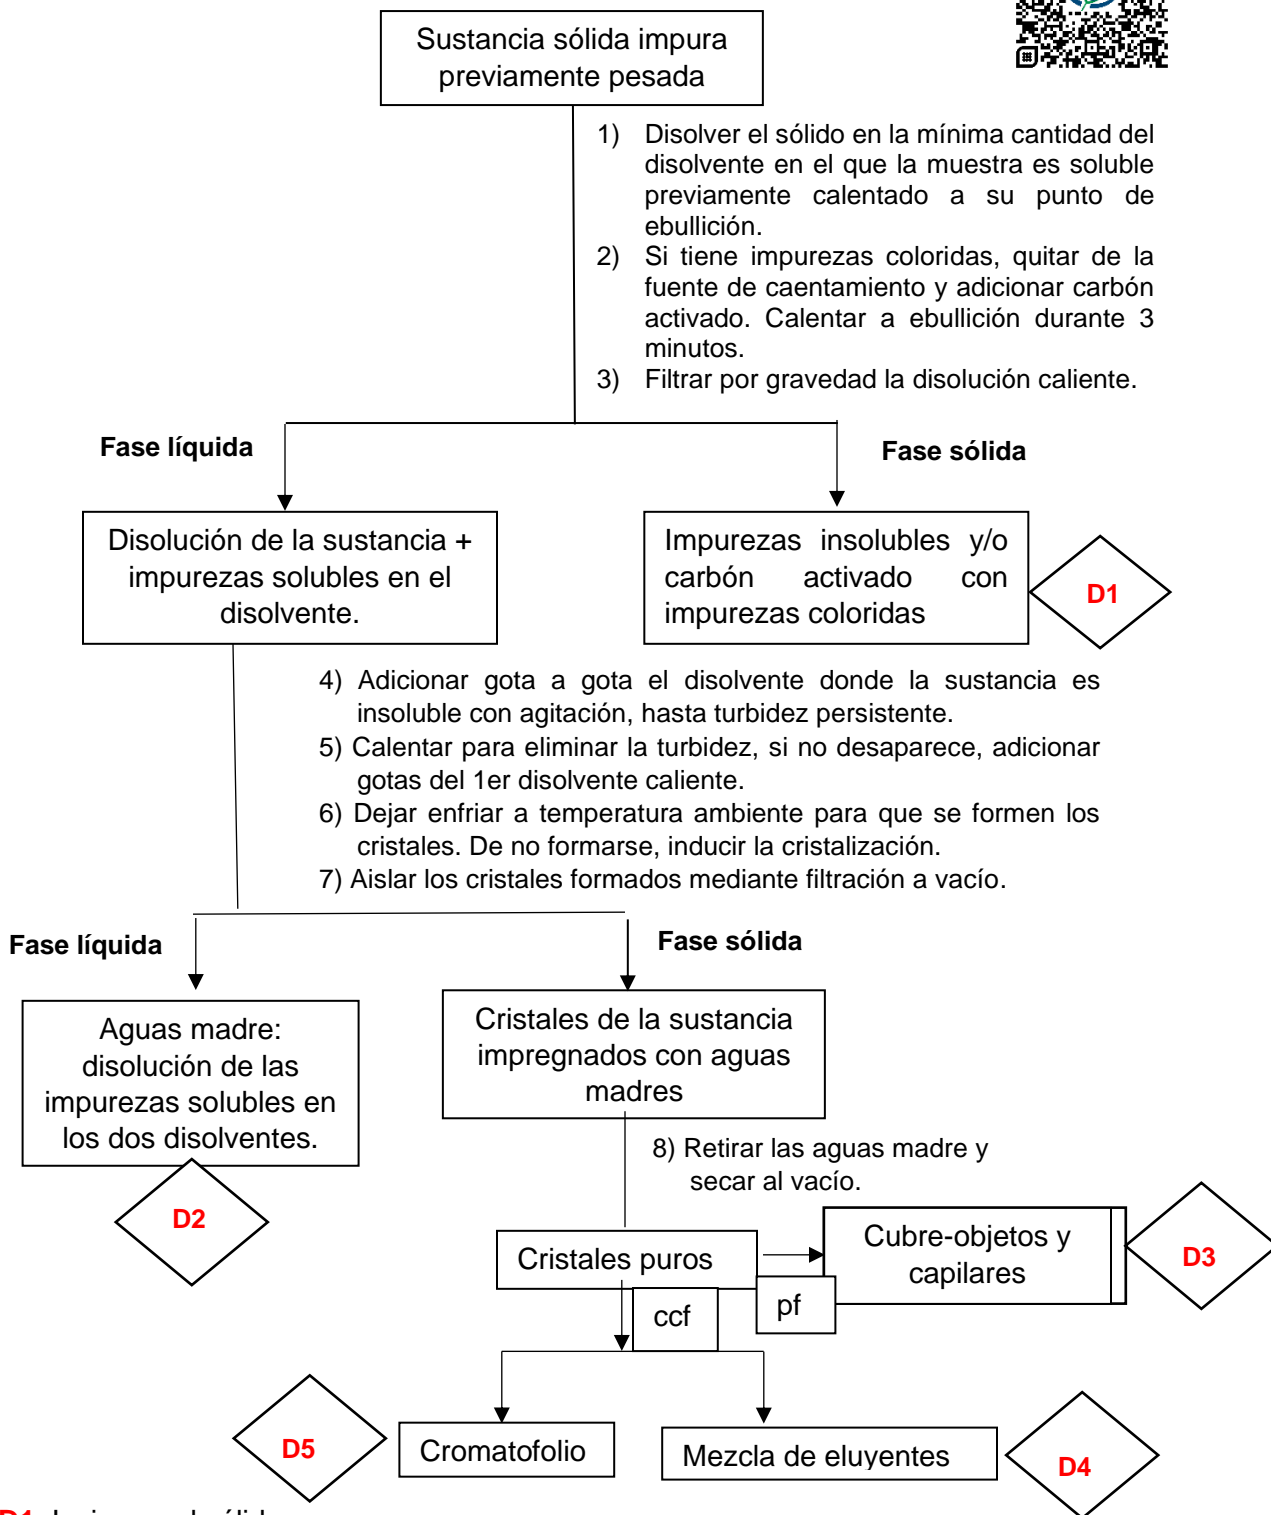 Sustancia sólida impura
previamente pesada
1) Disolver el sólido en la mínima cantidad del
disolvente en el que la muestra es soluble
previamente calentado a su punto de
ebullición.
2) Si tiene impurezas coloridas, quitar de la
fuente de caentamiento y adicionar carbón
activado. Calentar a ebullición durante 3
minutos.
3) Filtrar por gravedad la disolución caliente.
Fase líquida
Fase sólida
Disolución de la sustancia +
impurezas solubles en el
disolvente.
Impurezas insolubles y/o
carbón activado con
impurezas coloridas
D1
4) Adicionar gota a gota el disolvente donde la sustancia es
insoluble con agitación, hasta turbidez persistente.
5) Calentar para eliminar la turbidez, si no desaparece, adicionar
gotas del 1er disolvente caliente.
6) Dejar enfriar a temperatura ambiente para que se formen los
cristales. De no formarse, inducir la cristalización.
7) Aislar los cristales formados mediante filtración a vacío.
Fase líquida
Fase sólida
Aguas madre:
disolución de las
impurezas solubles en
los dos disolventes.
D2
Cristales de la sustancia
impregnados con aguas
madres
8) Retirar las aguas madre y
secar al vacío.
Cristales puros
Cubre-objetos y
capilares
D3
ccf
pf
D5
Cromatofolio
Mezcla de eluyentes
D4